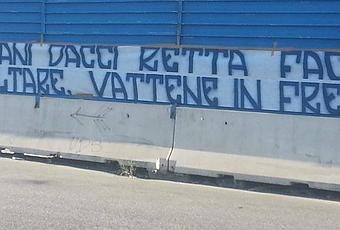 ANI DACCI RETTA FAC
LTARE. VATTENE IN FRE